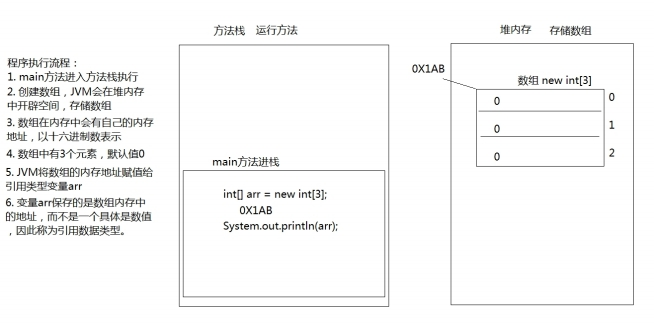 方法栈 运行方法
堆内存 存储数组
程序执行流程：
1. main方法进入方法栈执行
2. 创建数组，JVM会在堆内存
中开辟空间，存储数组
3. 数组在内存中会有自己的内存
地址，以十六进制数表示
4. 数组中有3个元素，默认值0
5. JVM将数组的内存地址赋值给
引用类型变量arr
6. 变量arr保存的是数组内存中
的地址，而不是一个具体是数值
，因此称为引用数据类型。
main方法进栈
int[] arr = new int[3];
0X1AB
System.out.println(arr);
0X1AB
数组 new int[3]
0 0
0 1
0 2